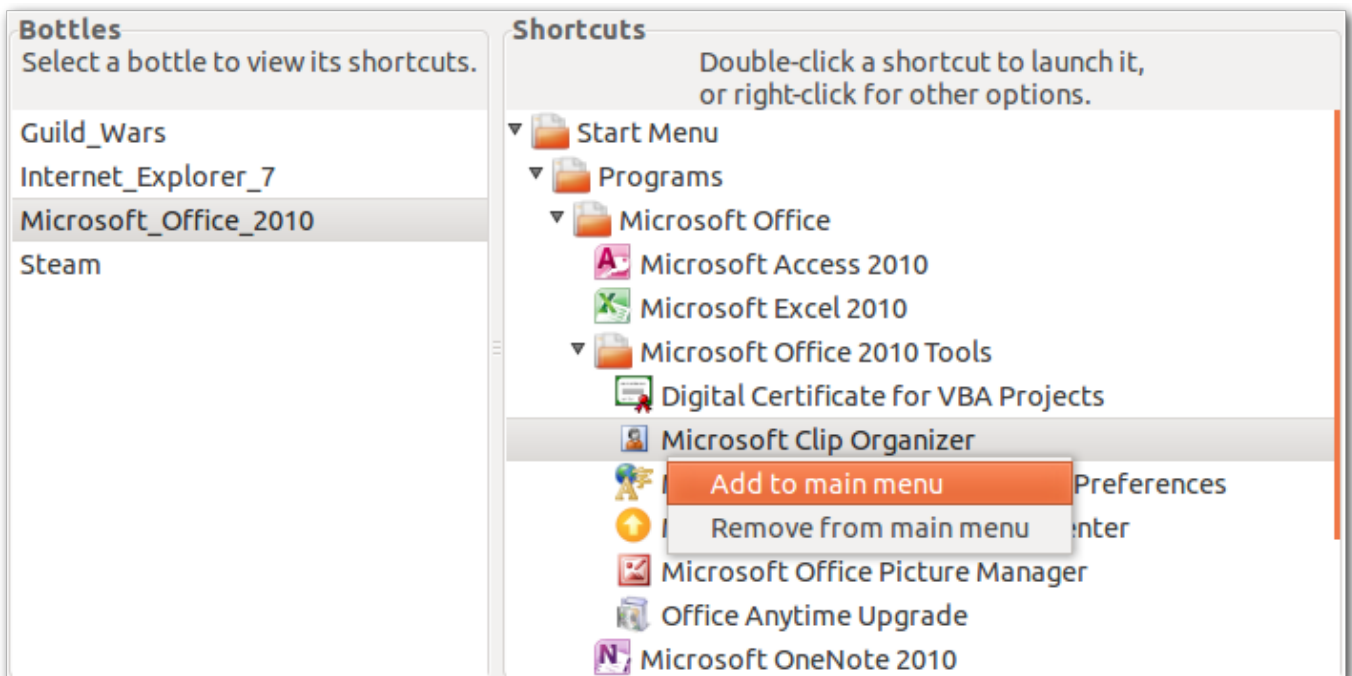 Bottles
Select a bottle to view its shortcuts.
Guild_Wars
Internet_Explorer_7
Microsoft_Office_2010
Steam
Shortcuts
Double-click a shortcut to launch it,
or right-click for other options.
Start Menu
Programs
Microsoft Office
Microsoft Access 2010
Microsoft Excel 2010
Microsoft Office 2010 Tools
Digital Certificate for VBA Projects
Microsoft Clip Organizer
Add to main menu
Preferences
Remove from main menu
Microsoft Office Picture Manager
Office Anytime Upgrade
Microsoft OneNote 2010